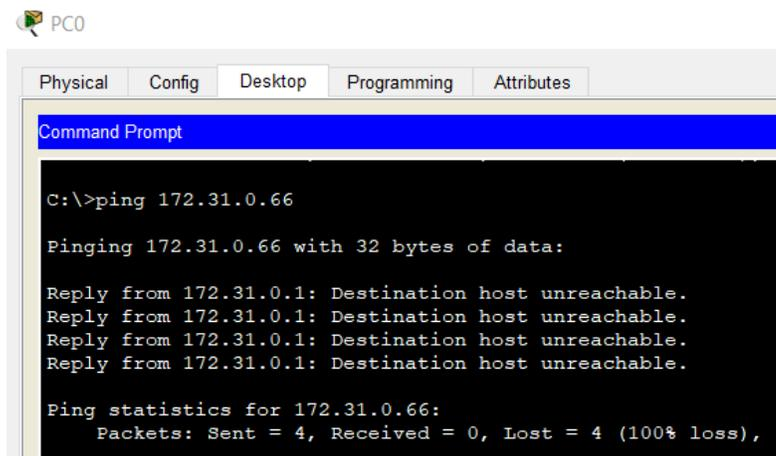 PC0
Physical Config Desktop Programming Attributes
Command Prompt
C:\>ping 172.31.0.66
Pinging 172.31.0.66 with 32 bytes of data:
Reply from 172.31.0.1: Destination host unreachable.
Reply from 172.31.0.1: Destination host unreachable.
Reply from 172.31.0.1: Destination host unreachable.
Reply from 172.31.0.1: Destination host unreachable.
Ping statistics for 172.31.0.66:
Packets: Sent = 4, Received = 0, Lost = 4 (100% loss),